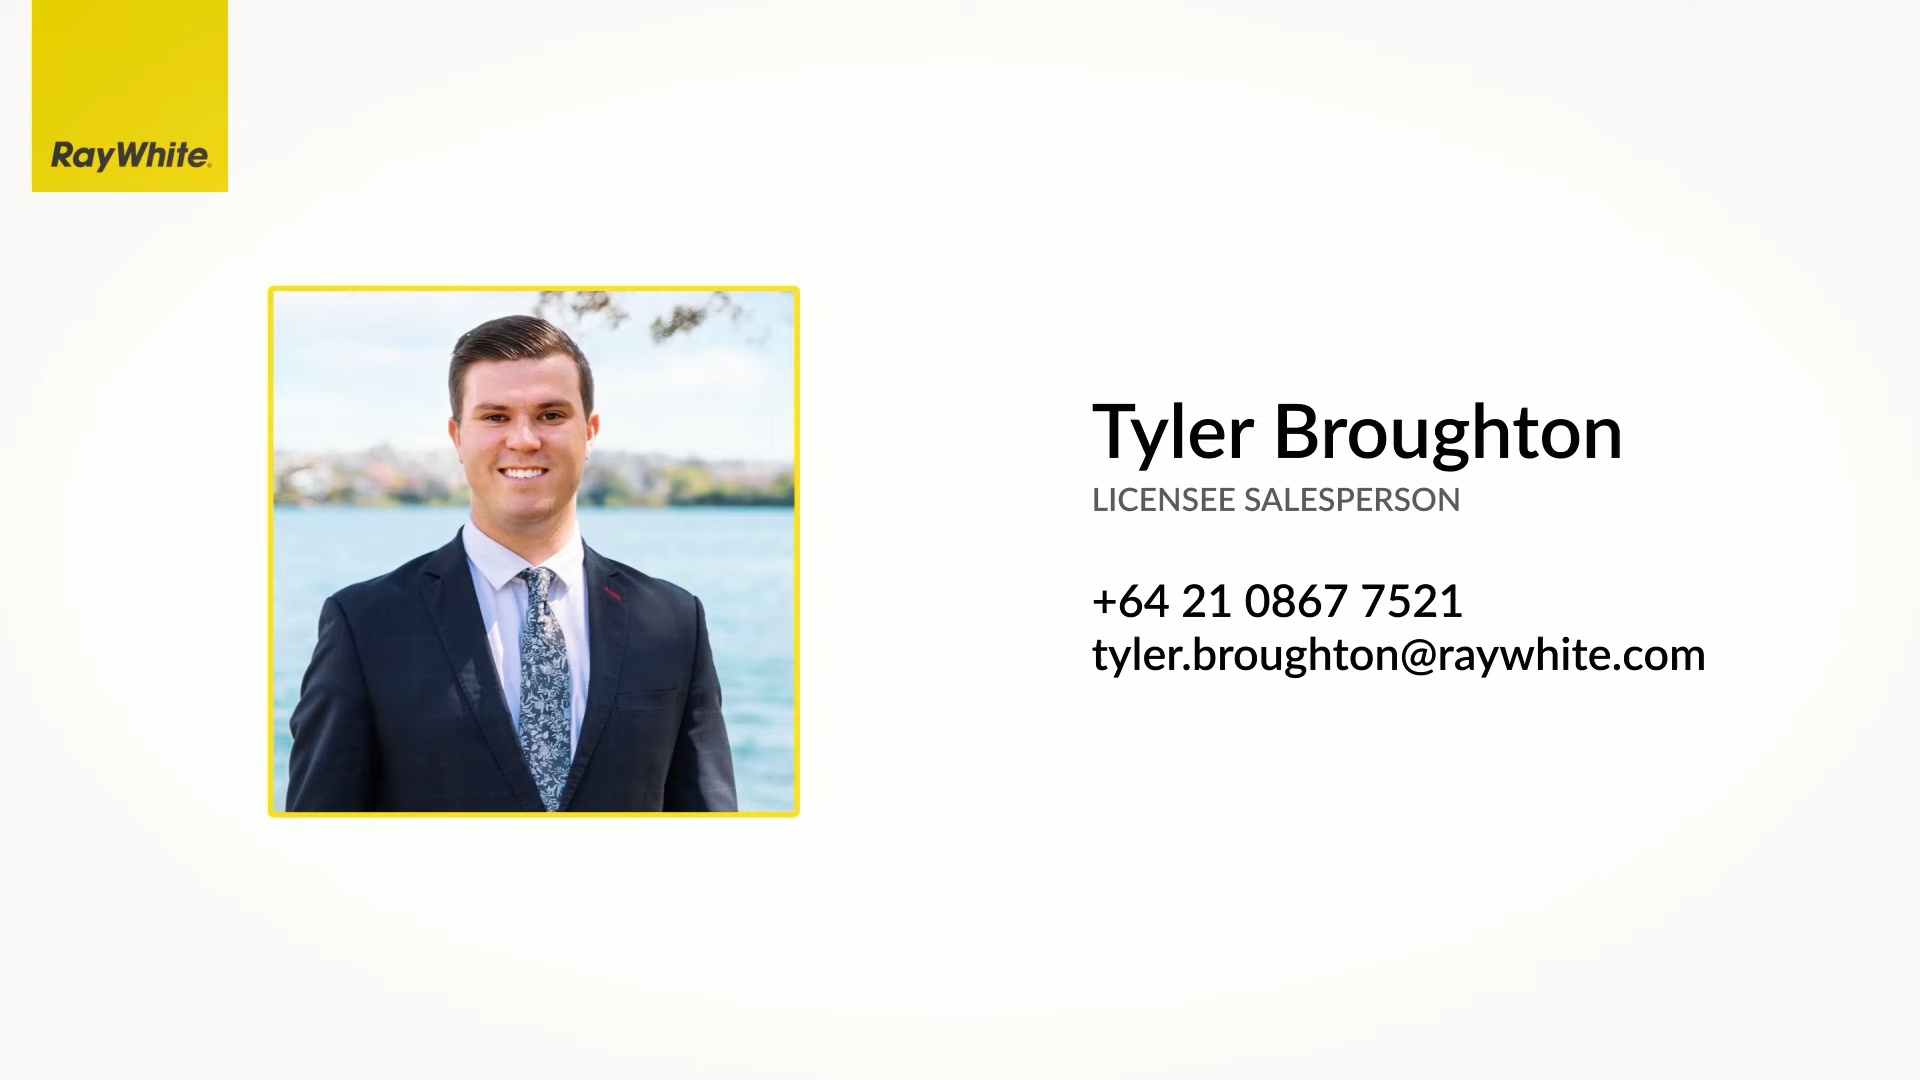 RayWhite.
Tyler Broughton
LICENSEE SALESPERSON
+64 21 0867 7521
tyler.broughton@raywhite.com